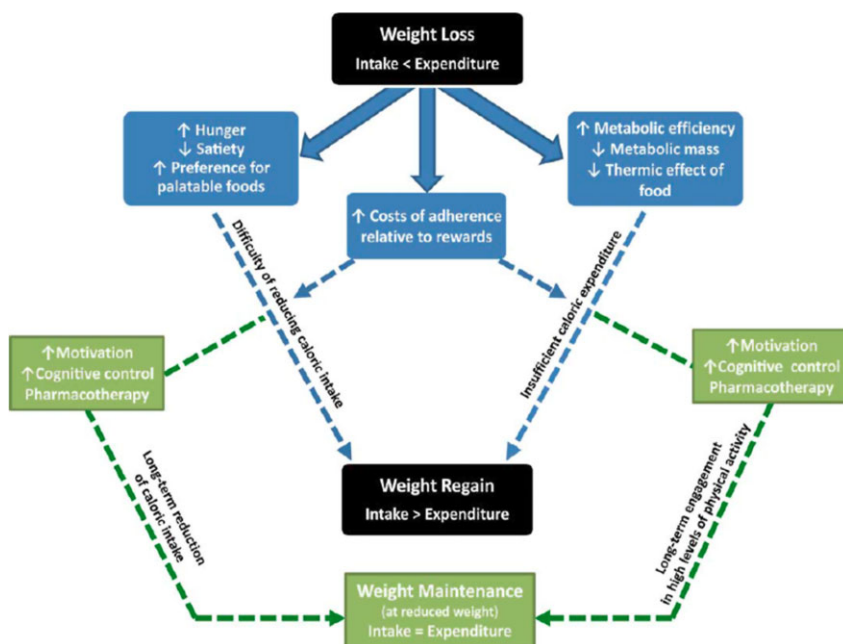 Weight Loss
Intake < Expenditure
↑ Hunger
↓ Satiety
↑ Preference for
palatable foods
↑ Metabolic efficiency
↓ Metabolic mass
↓ Thermic effect of
food
↑ Costs of adherence
relative to rewards
Difficuity of reducing caloric intake
Insufficient caloric expenditure
↑Motivation
↑Cognitive control
Pharmacotherapy
↑Motivation
↑Cognitive control
Pharmacotherapy
Long-term reduction
of caloric intake
Weight Regain
Intake > Expenditure
Long-term engagement
in high levels of physical activity
Weight Maintenance
(at reduced weight)
Intake = Expenditure